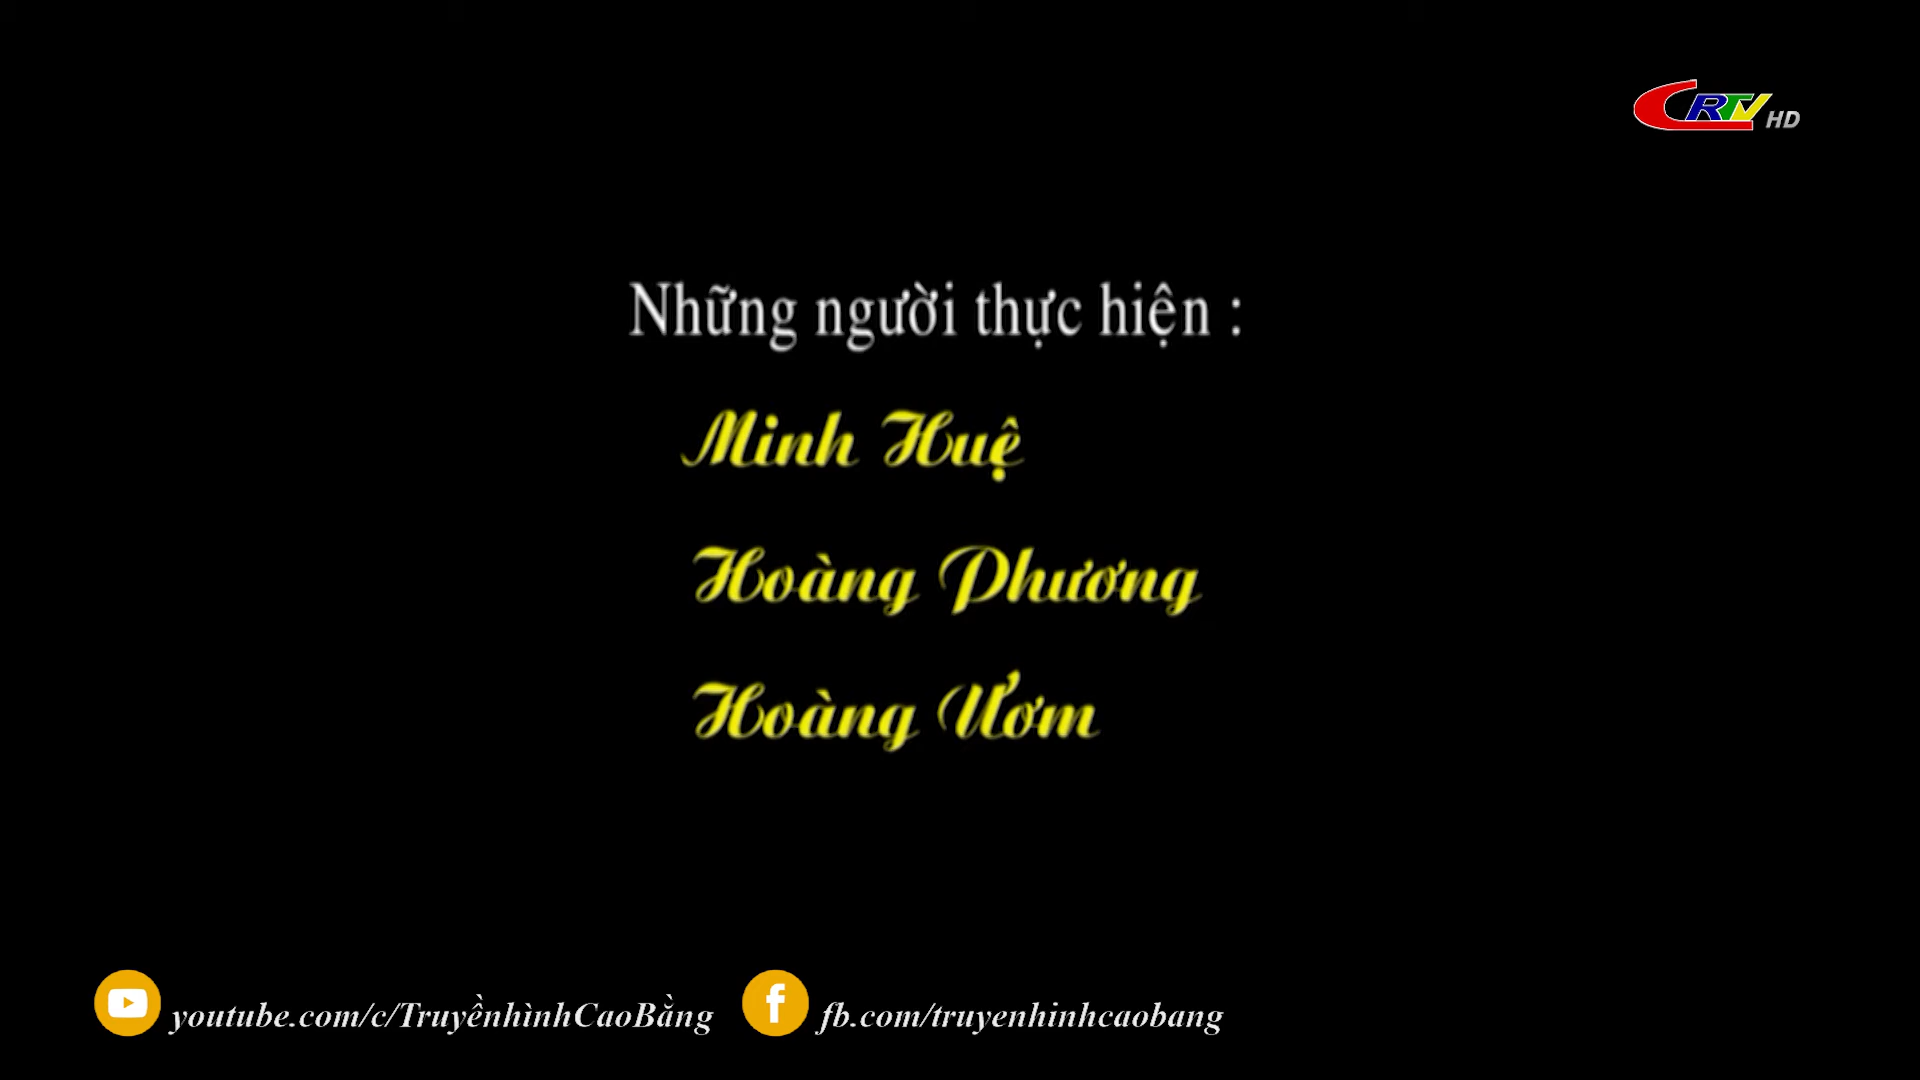 CRTV HD
Những người thực hiện :
Minh Huệ
Hoàng Phương
Hoàng Ươm
youtube.com/c/TruyềnhìnhCaoBằng
fb.com/truyenhinhcaobang